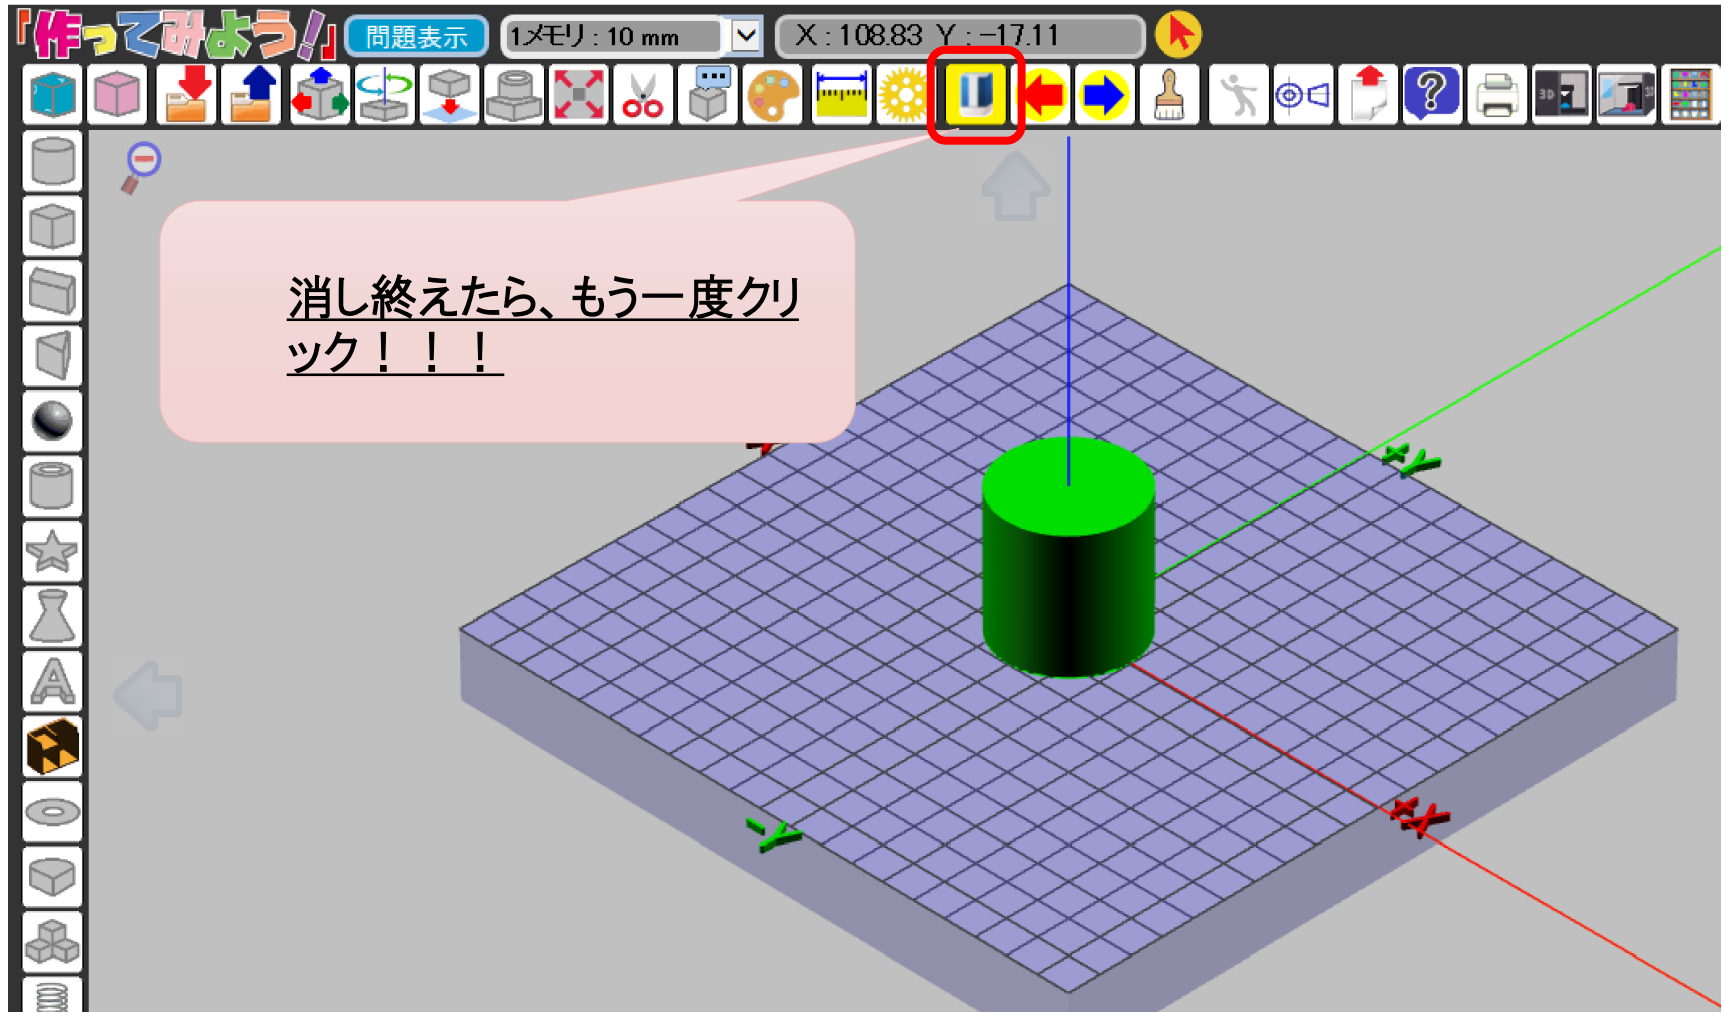 『作ってみよう!』
問題表示
1メモリ : 10 mm
X : 108.83 Y : -17.11
?
3D
消し終えたら、もう一度クリ
ック！！！
+Y
-Y
+X
A